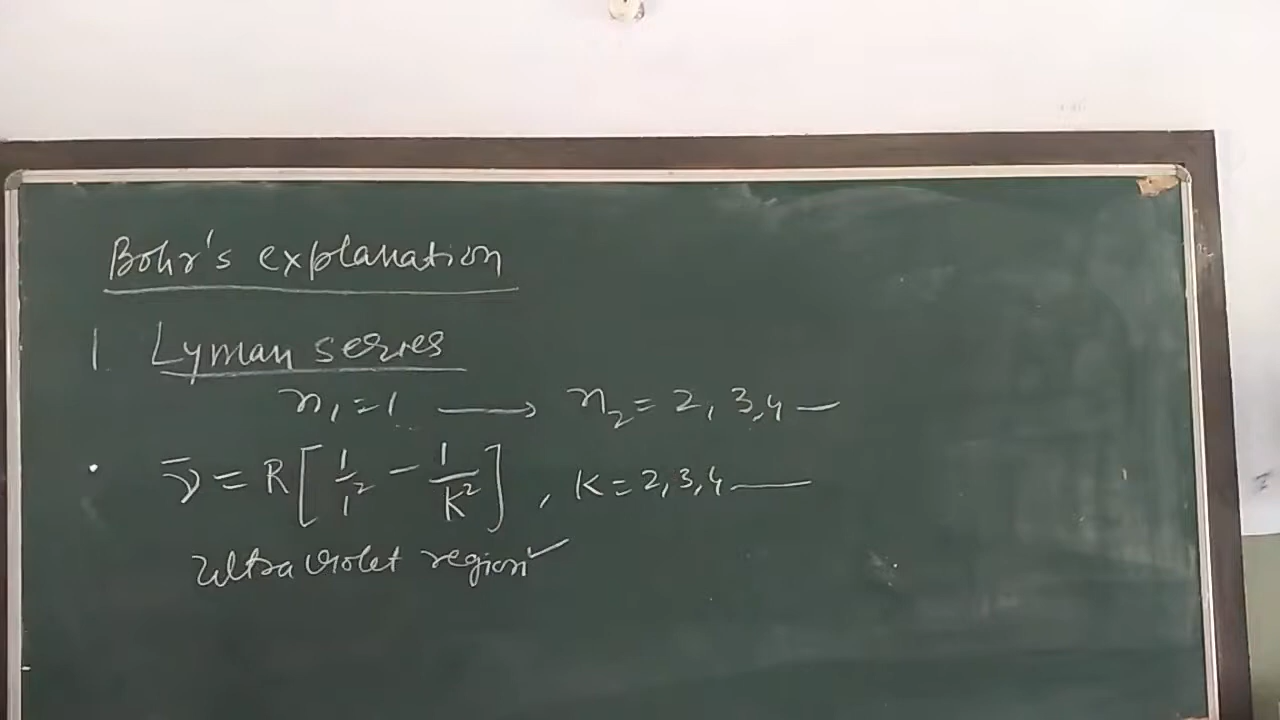 Bohr's explanation
1. Lyman series
n₁=1 ⟶ n₂= 2, 3,4 —
• ν̅ = R[1/1² − 1/K²], K=2,3,4 —
Ultra violet region ✓